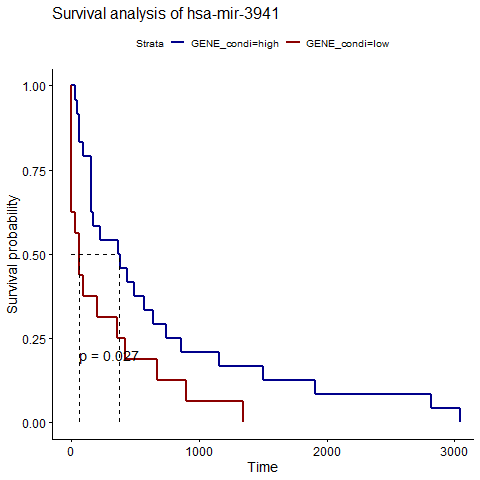 Survival analysis of hsa-mir-3941
Strata GENE_condi=high GENE_condi=low
Survival probability
1.00
0.75
0.50
0.25
0.00
p = 0.027
0 1000 2000 3000
Time